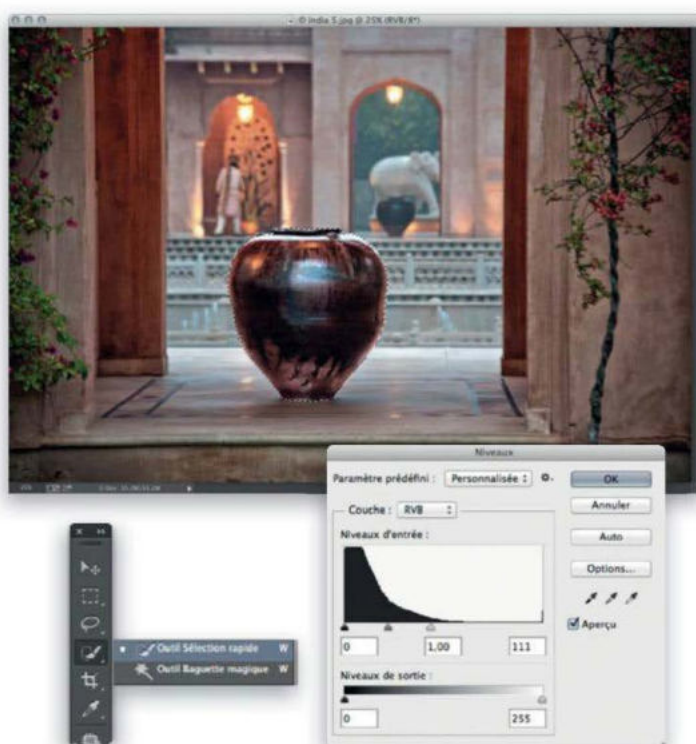 © India 5.jpg @ 25% (RVB/8*)
Niveaux
Paramètre prédéfini : Personnalisée
OK
Annuler
Couche : RVB
Auto
Niveaux d'entrée :
Options...
Aperçu
0 1,00 111
Niveaux de sortie :
0 255
Outil Sélection rapide W
Outil Baguette magique W